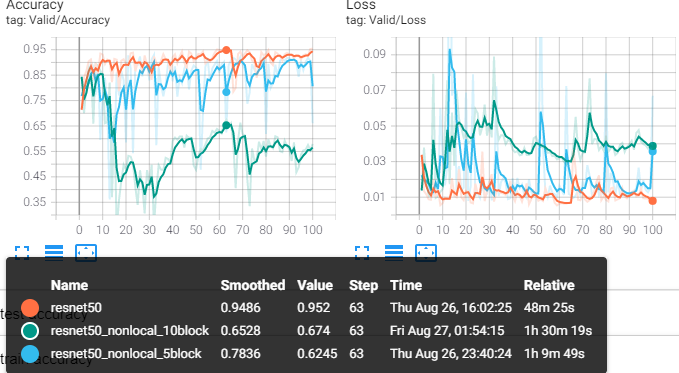 Accuracy
tag: Valid/Accuracy
0.95
0.85
0.75
0.65
0.55
0.45
0.35
0 10 20 30 40 50 60 70 80 90 100
Loss
tag: Valid/Loss
0.09
0.07
0.05
0.03
0.01
0 10 20 30 40 50 60 70 80 90 100
Name Smoothed Value Step Time Relative
resnet50 0.9486 0.952 63 Thu Aug 26, 16:02:25 48m 25s
resnet50_nonlocal_10block 0.6528 0.674 63 Fri Aug 27, 01:54:15 1h 30m 19s
resnet50_nonlocal_5block 0.7836 0.6245 63 Thu Aug 26, 23:40:24 1h 9m 49s
test accuracy
train accuracy